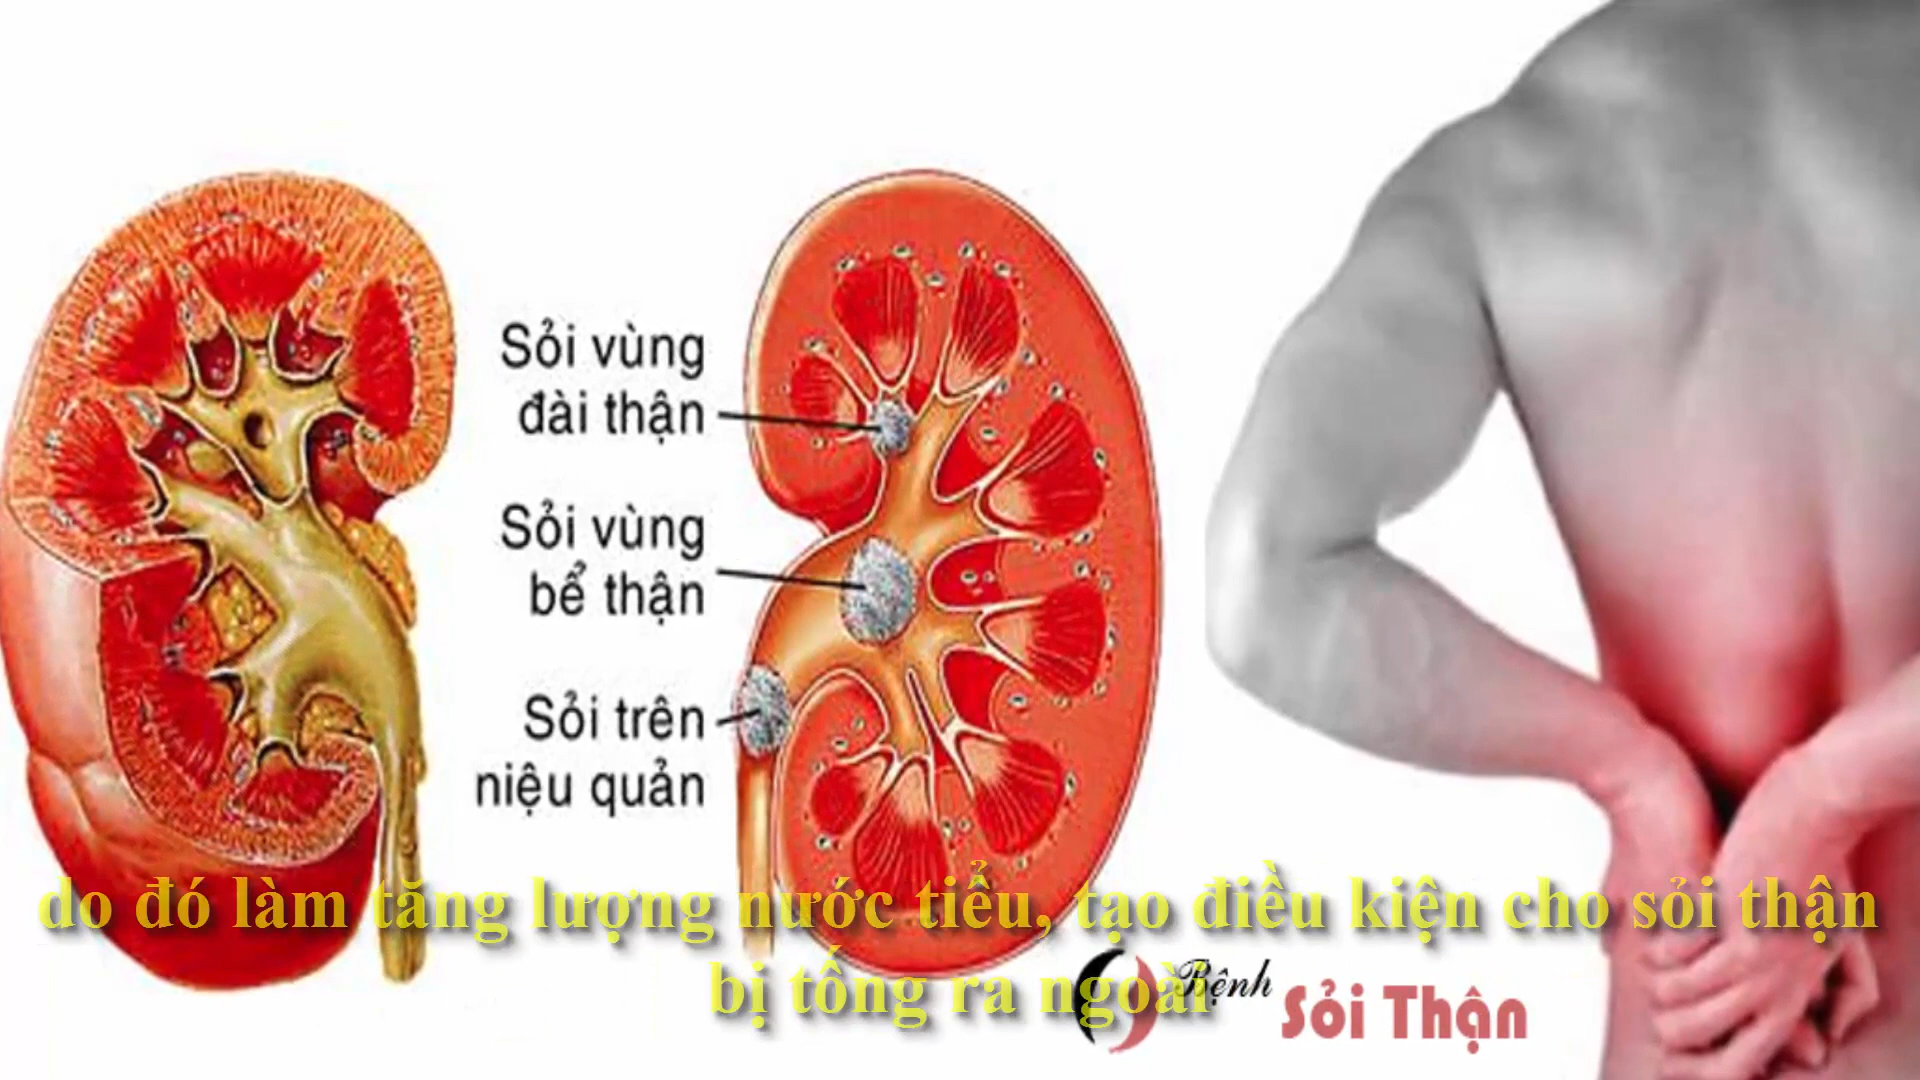 Sỏi vùng
đài thận
Sỏi vùng
bể thận
Sỏi trên
niệu quản
do đó làm tăng lượng nước tiểu, tạo điều kiện cho sỏi thận
bị tống ra ngoài
Bệnh
Sỏi Thận